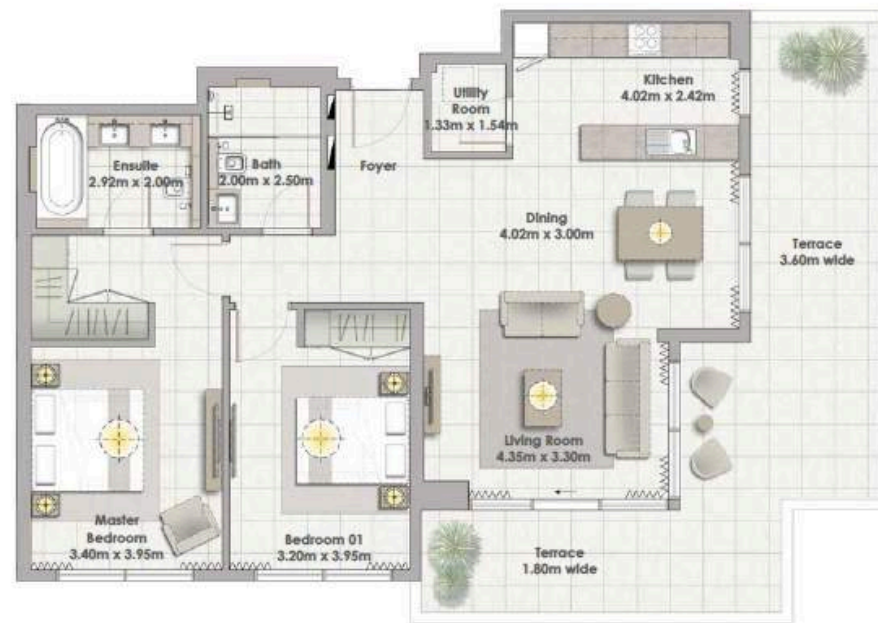 Kitchen
4.02m x 2.42m
Utility
Room
1.33m x 1.54m
Ensuite
2.92m x 2.00m
Bath
2.00m x 2.50m
Foyer
Dining
4.02m x 3.00m
Terrace
3.60m wide
Living Room
4.35m x 3.30m
Master
Bedroom
3.40m x 3.95m
Bedroom 01
3.20m x 3.95m
Terrace
1.80m wide